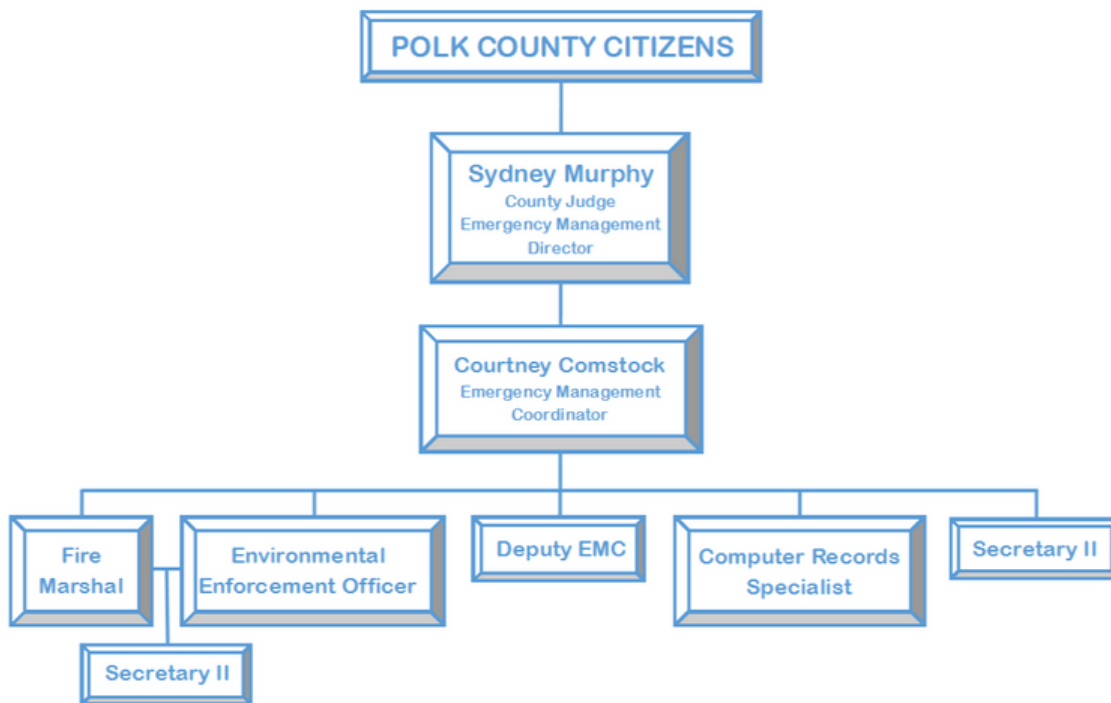 POLK COUNTY CITIZENS
Sydney Murphy
County Judge
Emergency Management
Director
Courtney Comstock
Emergency Management
Coordinator
Fire
Marshal
Environmental
Enforcement Officer
Deputy EMC
Computer Records
Specialist
Secretary II
Secretary II